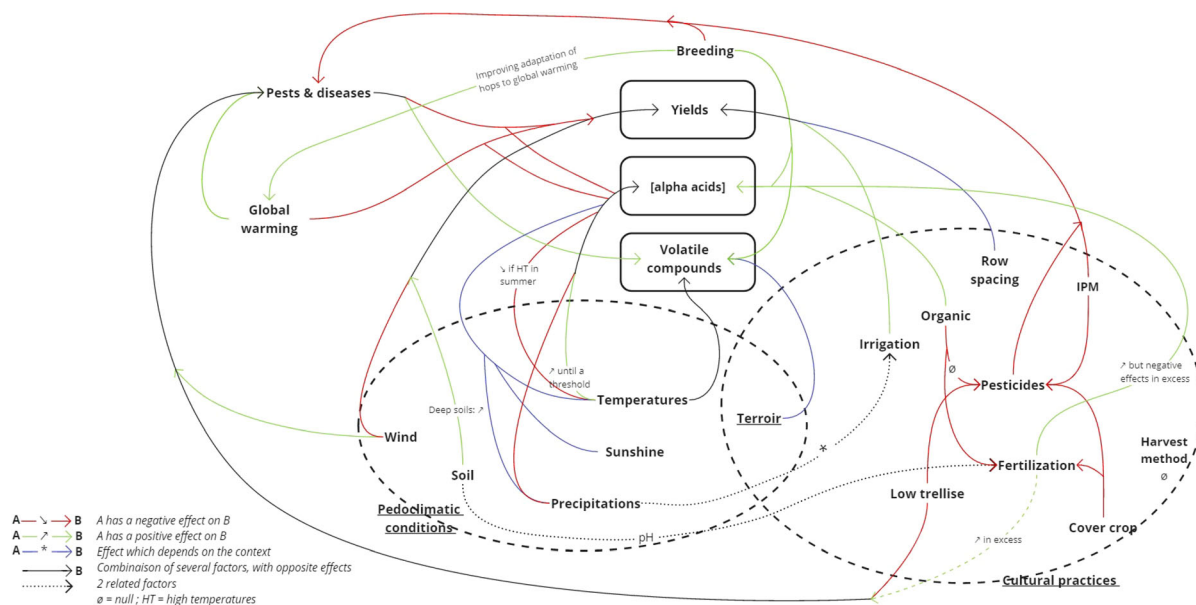 Breeding
Improving adaptation of
hops to global warming
Pests & diseases
Yields
[alpha acids]
Global
warming
Volatile
compounds
↘ if HT in
summer
Row
spacing
IPM
Organic
Irrigation
ø
↗ but negative
effects in excess
↗ until a
threshold
Pesticides
Temperatures
Deep soils: ↗
Terroir
Wind
Sunshine
*
Harvest
method
ø
Soil
Fertilization
Low trellise
Pedoclimatic
conditions
Precipitations
pH
Cover crop
↗ in excess
Cultural practices
A ↘ B A has a negative effect on B
A ↗ B A has a positive effect on B
A * B Effect which depends on the context
B Combinaison of several factors, with opposite effects
2 related factors
ø = null ; HT = high temperatures